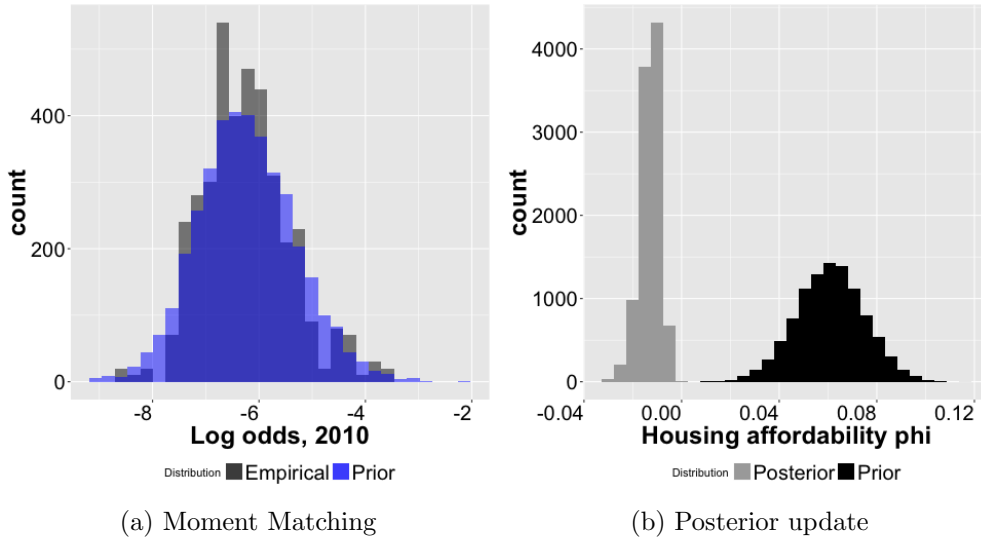 400
200
0
count
-8 -6 -4 -2
Log odds, 2010
Distribution Empirical Prior
(a) Moment Matching
4000
3000
2000
1000
0
count
-0.04 0.00 0.04 0.08 0.12
Housing affordability phi
Distribution Posterior Prior
(b) Posterior update